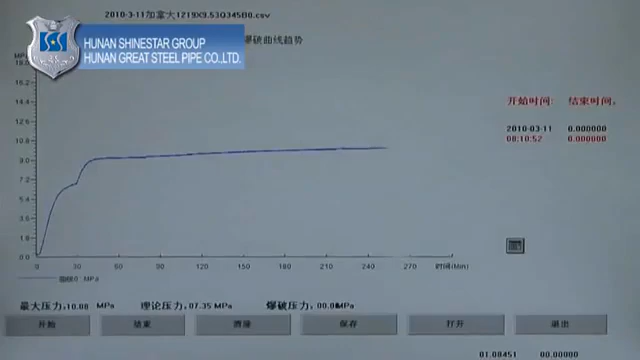 2010-3-11加拿大1219X9.53Q345B0.csv
HUNAN SHINESTAR GROUP
HUNAN GREAT STEEL PIPE CO.,LTD.
爆破曲线趋势
18.0
16.2
14.4
12.6
10.8
9.0
7.2
5.4
3.6
1.8
0.0
0 30 60 90 120 150 180 210 240 270 时间(Min)
MPa
开始时间: 结束时间.
2010-03-11 0.000000
08:10:52 0.000000
最大压力,10.08 MPa 理论压力,07.35 MPa 爆破压力: MPa
开始 结束 清除 保存 打开 退出
01.08451 00.00000